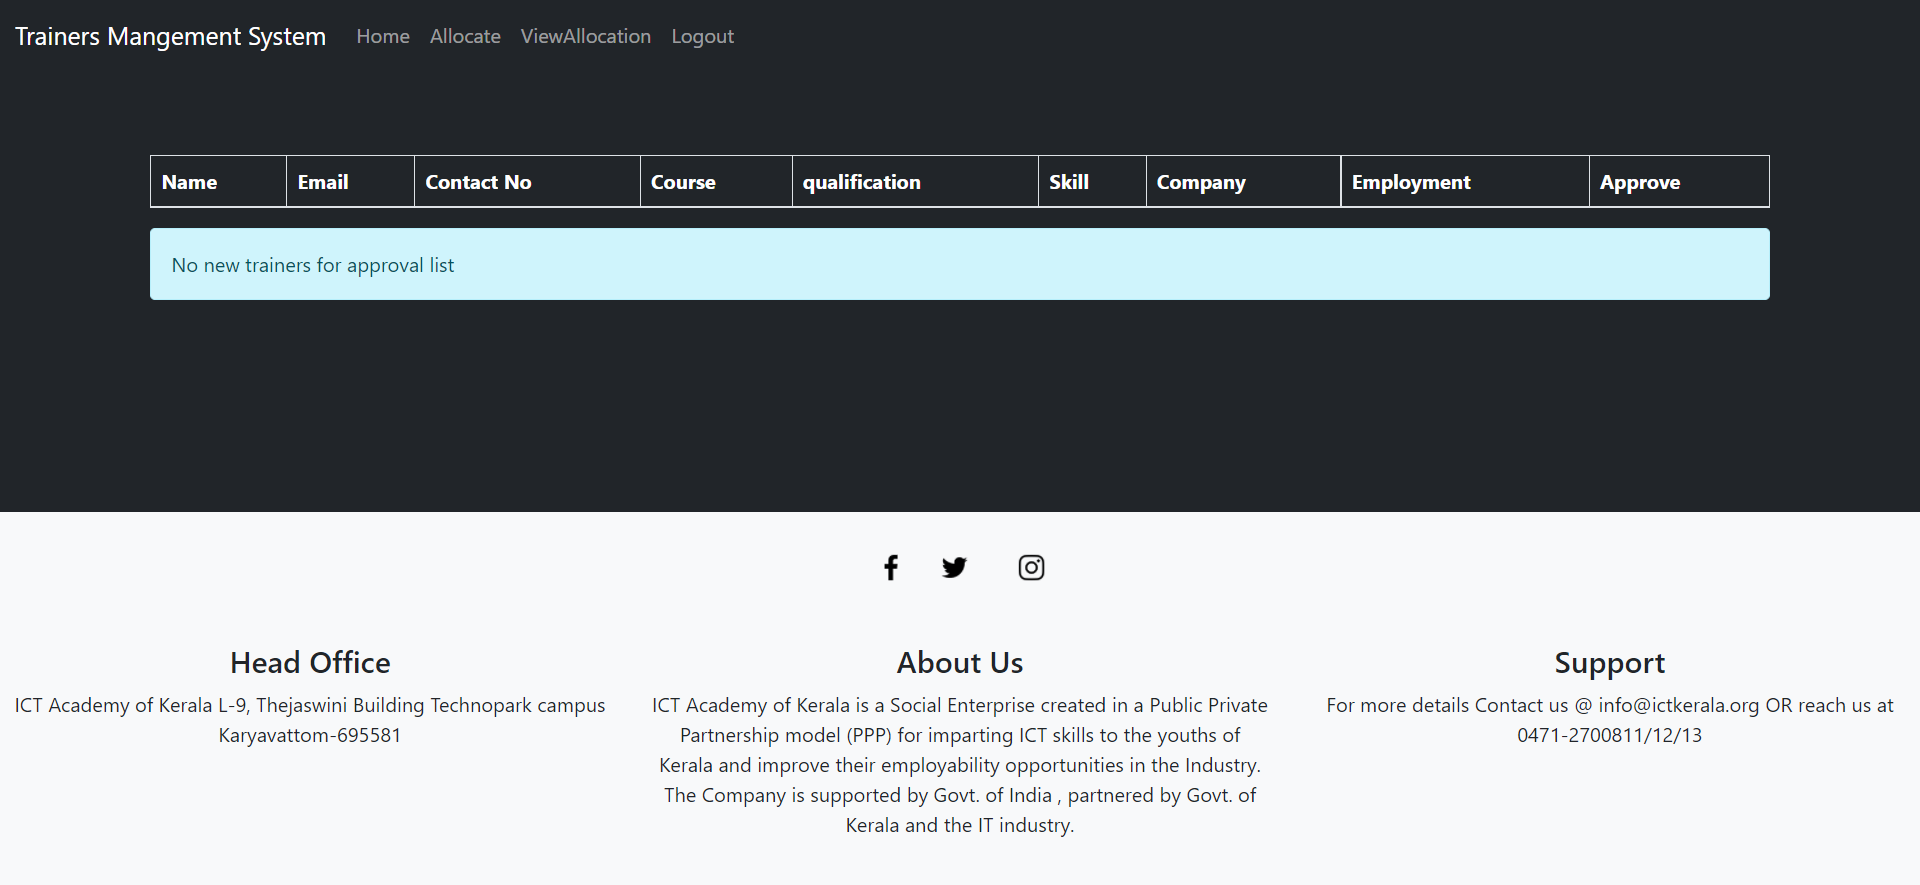 Trainers Mangement System Home Allocate ViewAllocation Logout
Name Email Contact No Course qualification Skill Company Employment Approve
No new trainers for approval list
Head Office
ICT Academy of Kerala L-9, Thejaswini Building Technopark campus
Karyavattom-695581
About Us
ICT Academy of Kerala is a Social Enterprise created in a Public Private
Partnership model (PPP) for imparting ICT skills to the youths of
Kerala and improve their employability opportunities in the Industry.
The Company is supported by Govt. of India , partnered by Govt. of
Kerala and the IT industry.
Support
For more details Contact us @ info@ictkerala.org OR reach us at
0471-2700811/12/13